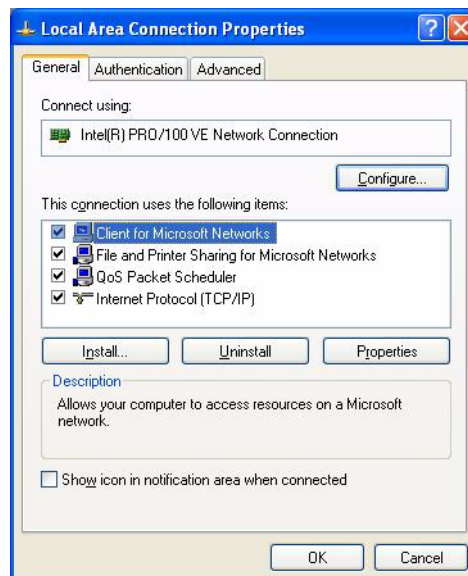 Local Area Connection Properties
General Authentication Advanced
Connect using:
Intel(R) PRO/100 VE Network Connection
Configure...
This connection uses the following items:
Client for Microsoft Networks
File and Printer Sharing for Microsoft Networks
QoS Packet Scheduler
Internet Protocol (TCP/IP)
Install... Uninstall Properties
Description
Allows your computer to access resources on a Microsoft
network.
Show icon in notification area when connected
OK Cancel